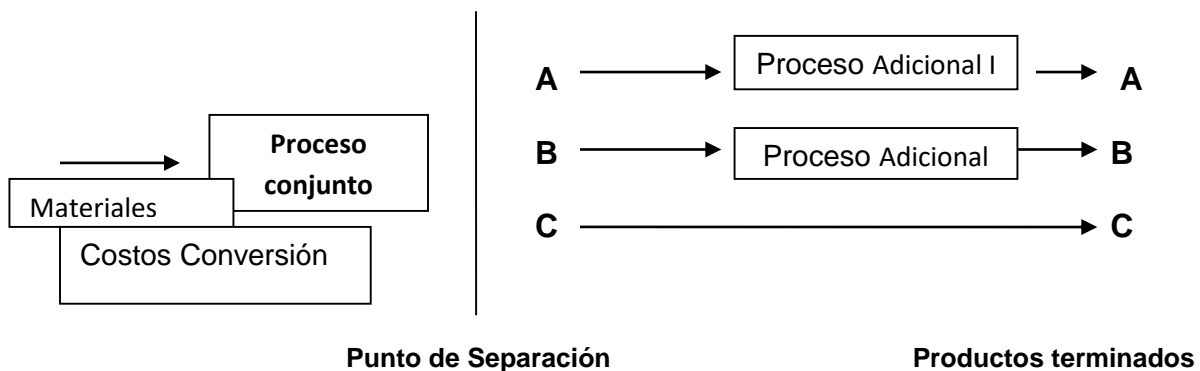 Proceso
conjunto
Materiales
Costos Conversión
A
Proceso Adicional I
A
B
Proceso Adicional
B
C
C
Punto de Separación
Productos terminados